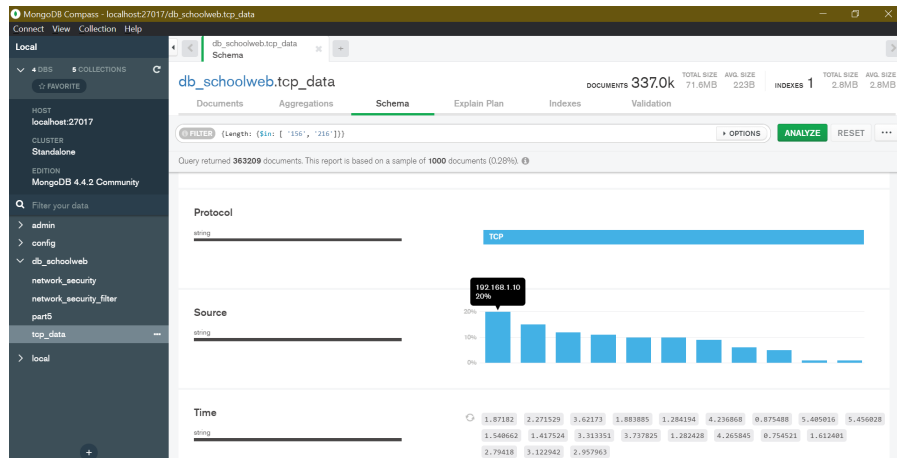 MongoDB Compass - localhost:27017/db_schoolweb.tcp_data
Connect View Collection Help
Local
4 DBS 5 COLLECTIONS
FAVORITE
HOST
localhost:27017
CLUSTER
Standalone
EDITION
MongoDB 4.4.2 Community
Filter your data
admin
config
db_schoolweb
network_security
network_security_filter
part5
tcp_data
local
db_schoolweb.tcp_data
Schema
db_schoolweb.tcp_data
DOCUMENTS 337.0k TOTAL SIZE 71.6MB AVG. SIZE 223B INDEXES 1 TOTAL SIZE 2.8MB AVG. SIZE 2.8MB
Documents Aggregations Schema Explain Plan Indexes Validation
FILTER {Length: {$in: [ '156', '216']}} OPTIONS ANALYZE RESET
Query returned 363209 documents. This report is based on a sample of 1000 documents (0.28%).
Protocol
string
TCP
192.168.1.10
20%
Source
string
20%
10%
0%
Time
string
1.87182 2.271529 3.62173 1.883885 1.284194 4.236868 0.875488 5.405016 5.456028
1.540662 1.417524 3.313351 3.737825 1.282428 4.265845 0.754521 1.612401
2.79418 3.122942 2.957963